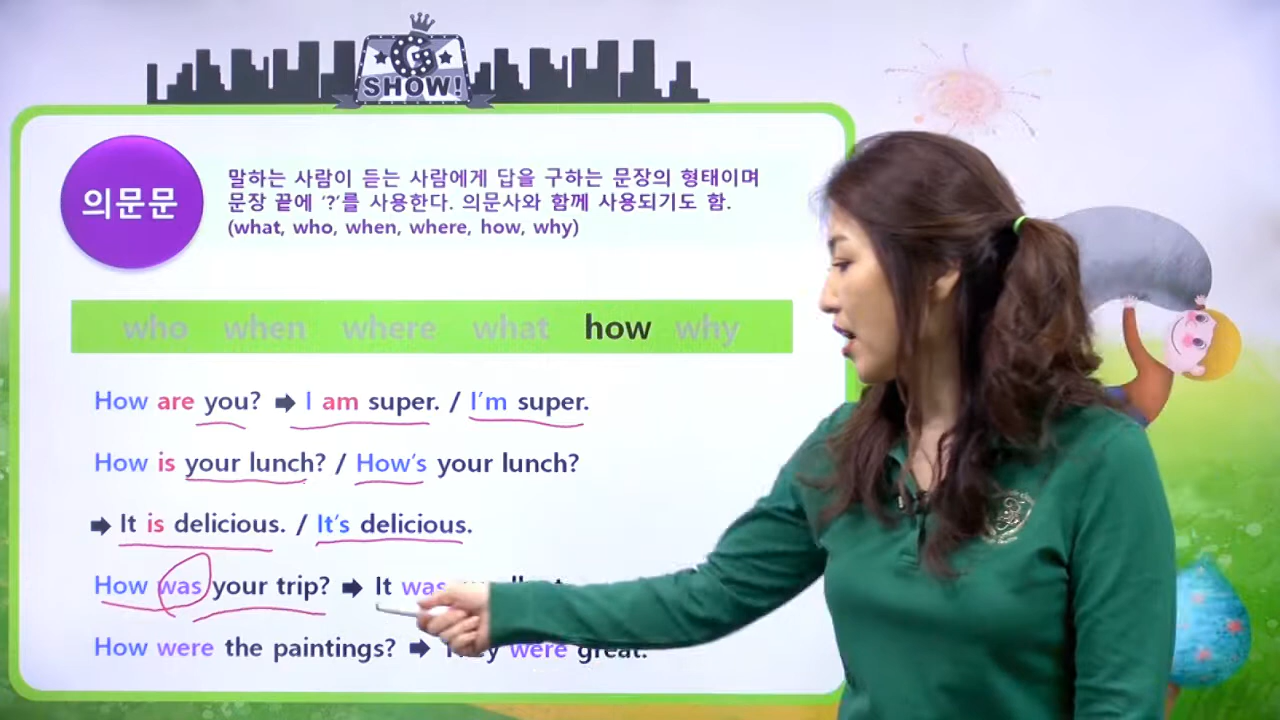 G
SHOW!
의문문
말하는 사람이 듣는 사람에게 답을 구하는 문장의 형태이며
문장 끝에 '?'를 사용한다. 의문사와 함께 사용되기도 함.
(what, who, when, where, how, why)
who when where what how why
How are you? ➡ I am super. / I'm super.
How is your lunch? / How's your lunch?
➡ It is delicious. / It's delicious.
How was your trip? ➡ It was
How were the paintings? ➡ were great.